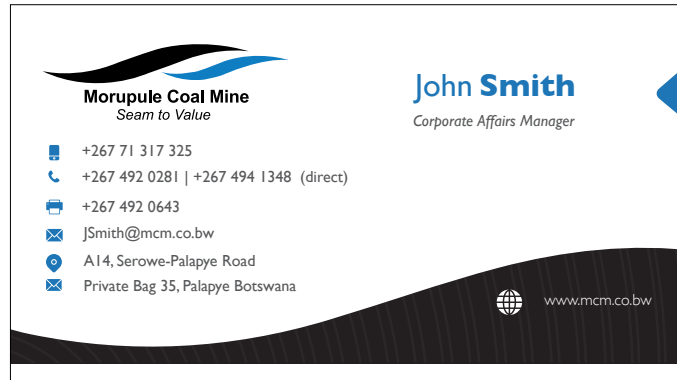 Morupule Coal Mine
Seam to Value
John Smith
Corporate Affairs Manager
+267 71 317 325
+267 492 0281 | +267 494 1348 (direct)
+267 492 0643
JSmith@mcm.co.bw
A14, Serowe-Palapye Road
Private Bag 35, Palapye Botswana
www.mcm.co.bw